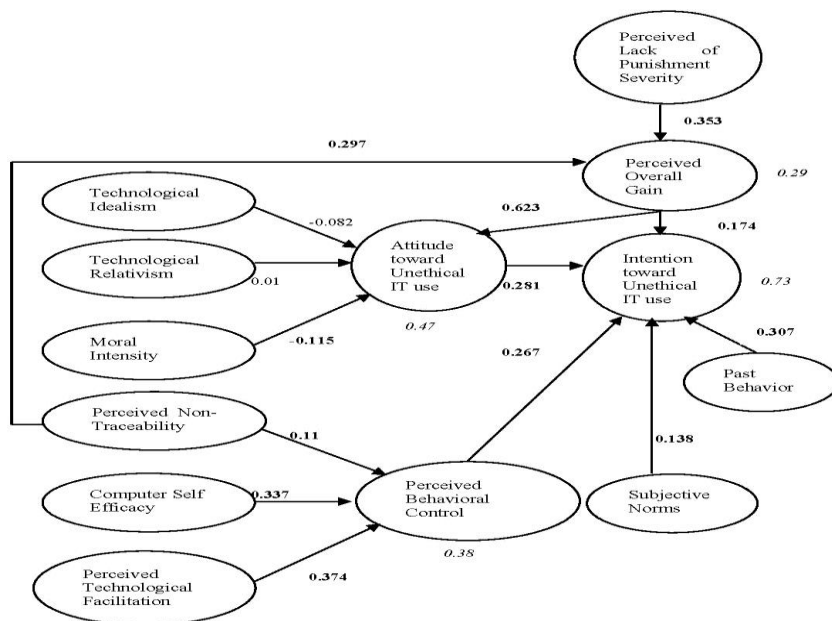 Perceived
Lack of
Punishment
Severity
0.353
0.297
Perceived
Overall
Gain
0.29
Technological
Idealism
-0.082
0.623
0.174
Attitude
toward
Unethical
IT use
Intention
toward
Unethical
IT use
Technological
Relativism
0.01
0.281
0.73
0.47
Moral
Intensity
-0.115
0.307
0.267
Past
Behavior
Perceived Non-
Traceability
0.11
0.138
Computer Self
Efficacy
0.337
Perceived
Behavioral
Control
Subjective
Norms
0.38
Perceived
Technological
Facilitation
0.374